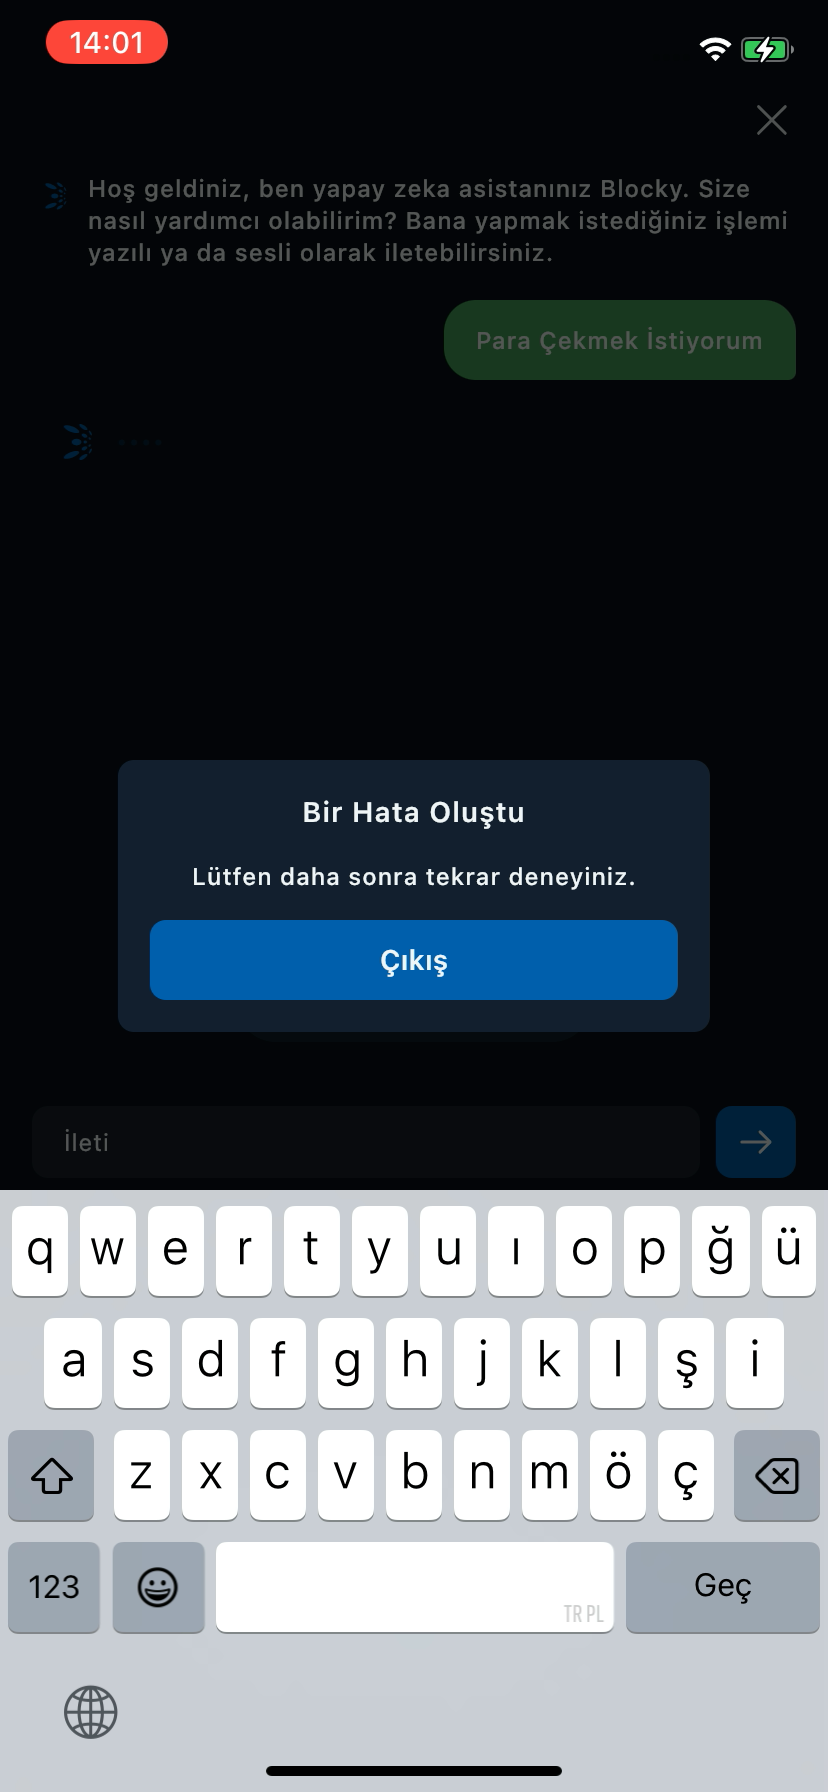 14:01
Hoş geldiniz, ben yapay zeka asistanınız Blocky. Size
nasıl yardımcı olabilirim? Bana yapmak istediğiniz işlemi
yazılı ya da sesli olarak iletebilirsiniz.
Para Çekmek İstiyorum
Bir Hata Oluştu
Lütfen daha sonra tekrar deneyiniz.
Çıkış
İleti
q w e r t y u ı o p ğ ü
a s d f g h j k l ş i
z x c v b n m ö ç
123
TR PL
Geç